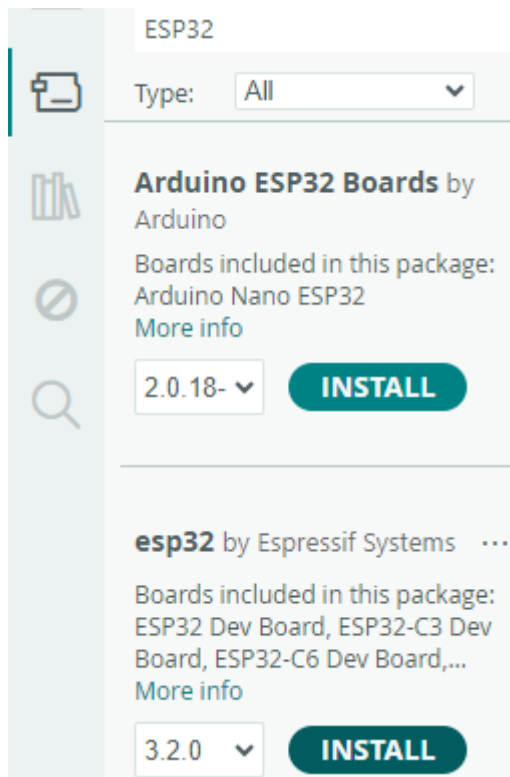 ESP32
Type: All
Arduino ESP32 Boards by
Arduino
Boards included in this package:
Arduino Nano ESP32
More info
2.0.18- INSTALL
esp32 by Espressif Systems ...
Boards included in this package:
ESP32 Dev Board, ESP32-C3 Dev
Board, ESP32-C6 Dev Board,...
More info
3.2.0 INSTALL